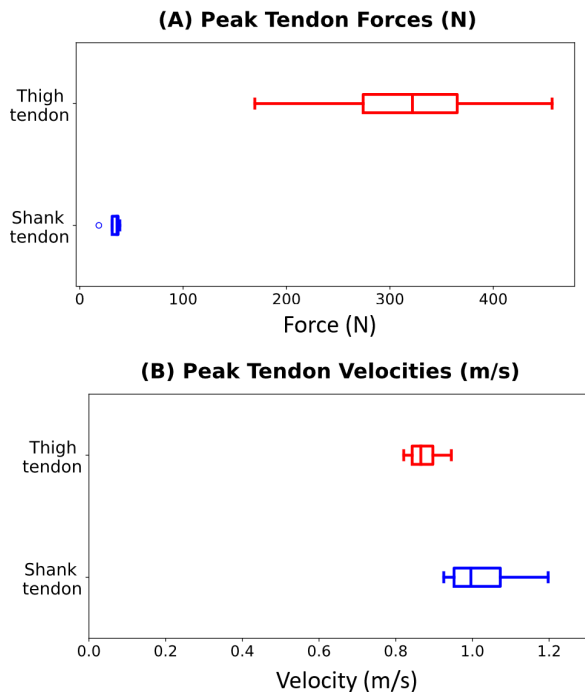 (A) Peak Tendon Forces (N)
Thigh
tendon
Shank
tendon
0 100 200 300 400
Force (N)
(B) Peak Tendon Velocities (m/s)
Thigh
tendon
Shank
tendon
0.0 0.2 0.4 0.6 0.8 1.0 1.2
Velocity (m/s)